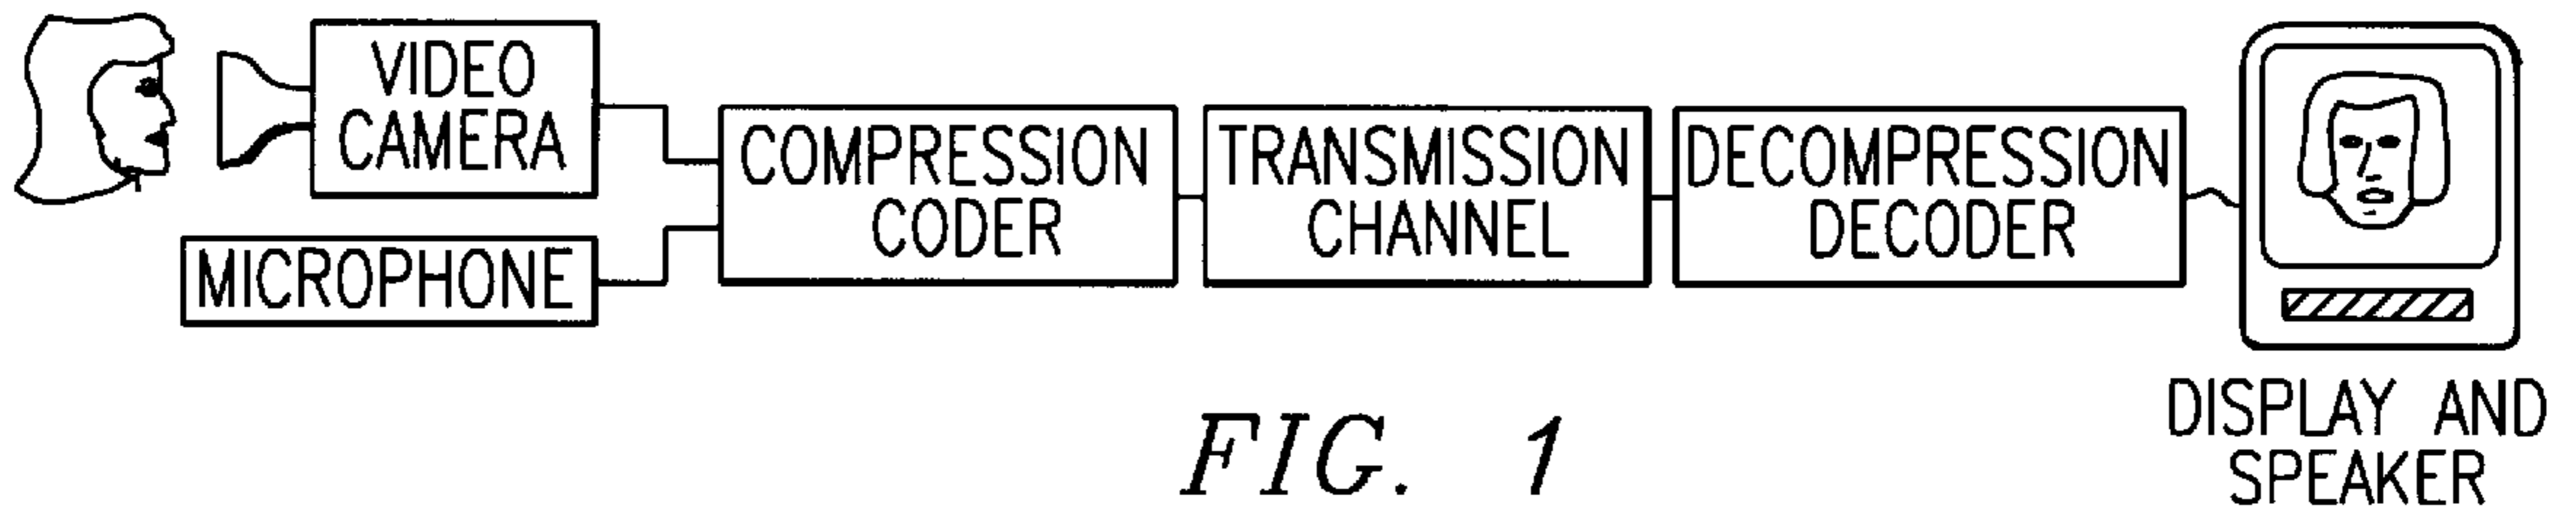 VIDEO
CAMERA
MICROPHONE
COMPRESSION
CODER
TRANSMISSION
CHANNEL
DECOMPRESSION
DECODER
DISPLAY AND
SPEAKER
FIG. 1